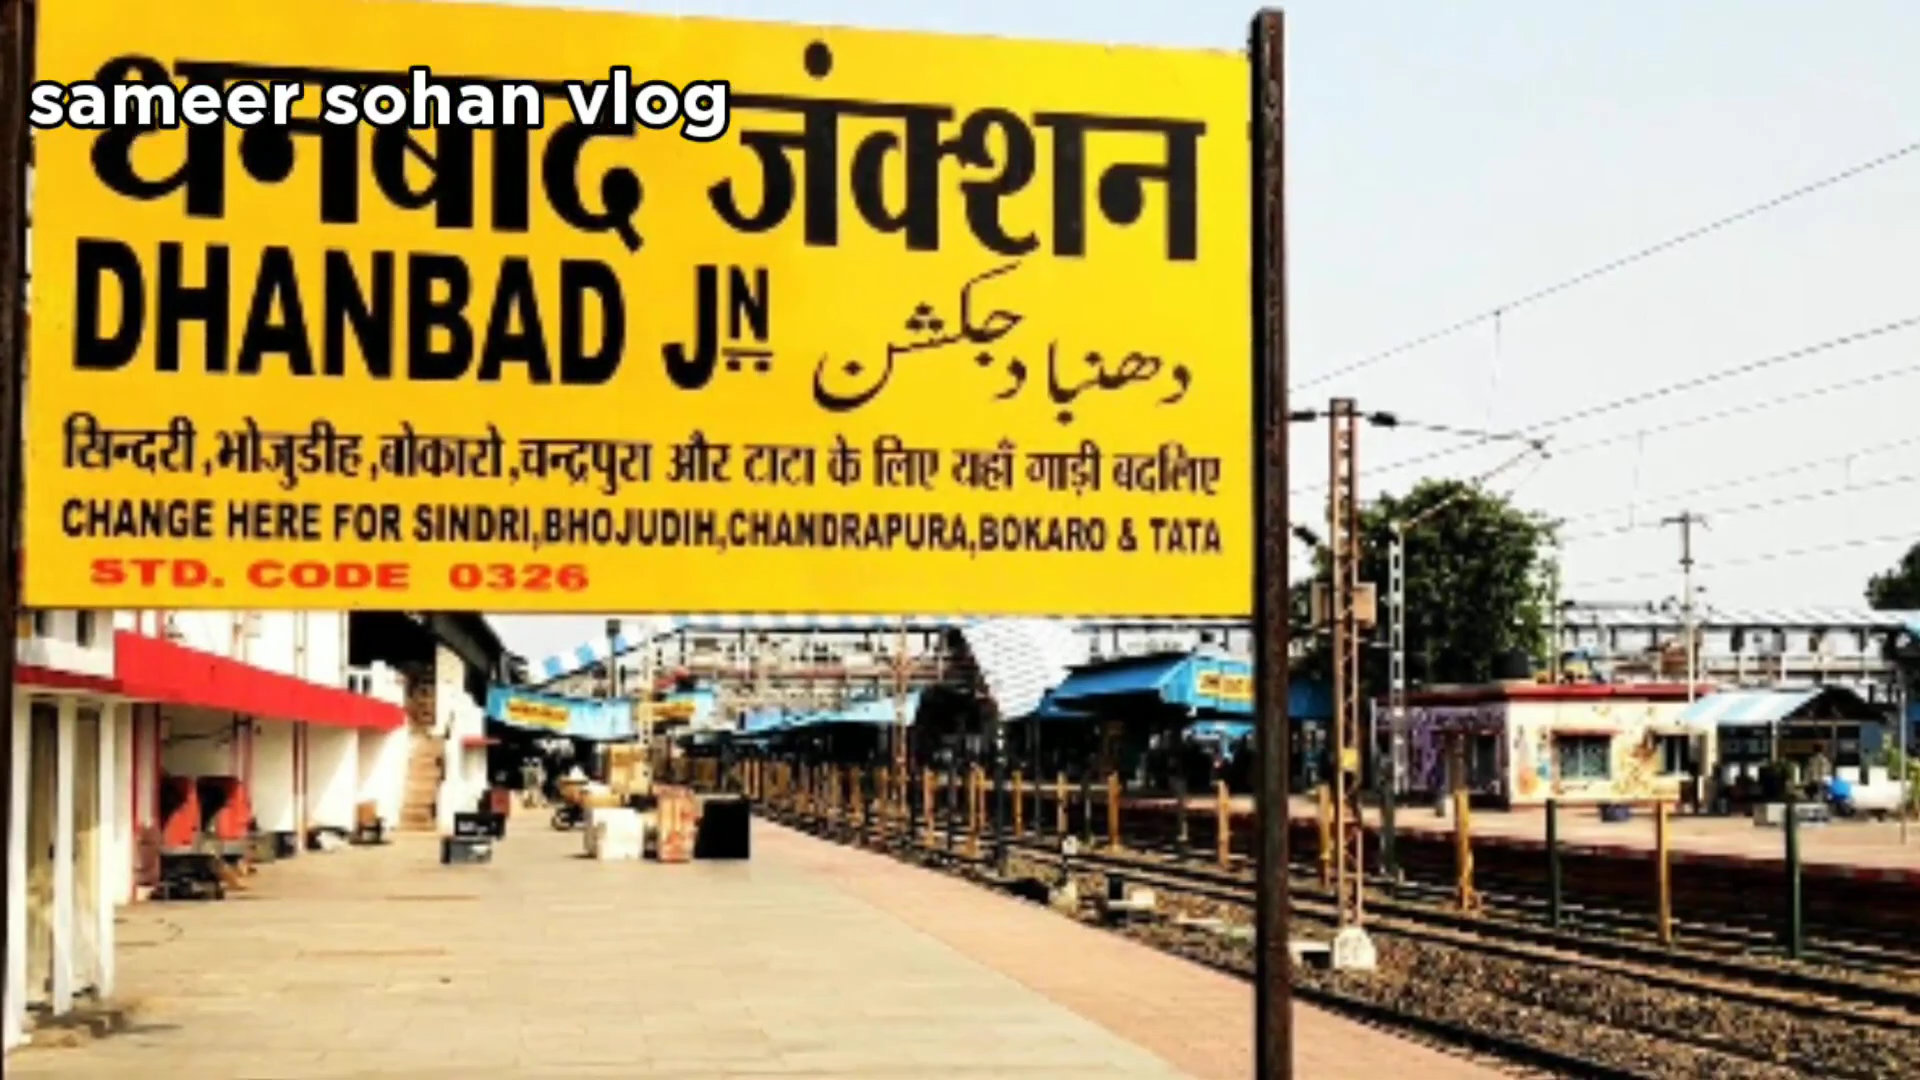 sameer sohan vlog
धनबाद जंक्शन
DHANBAD JN
دھنباد جکشن
सिन्दरी,भोजुडीह,बोकारो,चन्द्रपुरा और टाटा के लिए यहाँ गाड़ी बदलिए
CHANGE HERE FOR SINDRI,BHOJUDIH,CHANDRAPURA,BOKARO & TATA
STD. CODE 0326